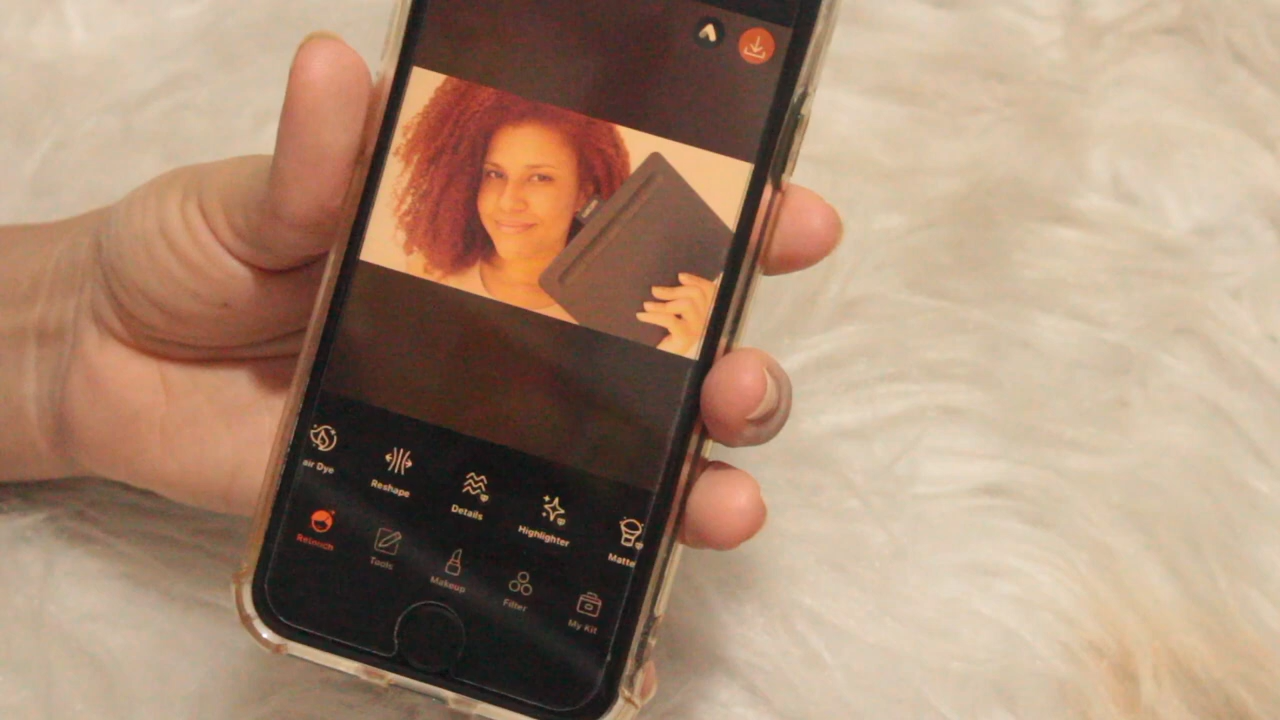 air Dye
Reshape
Details
Highlighter
Matte
Retouch
Tools
Makeup
Filter
My Kit